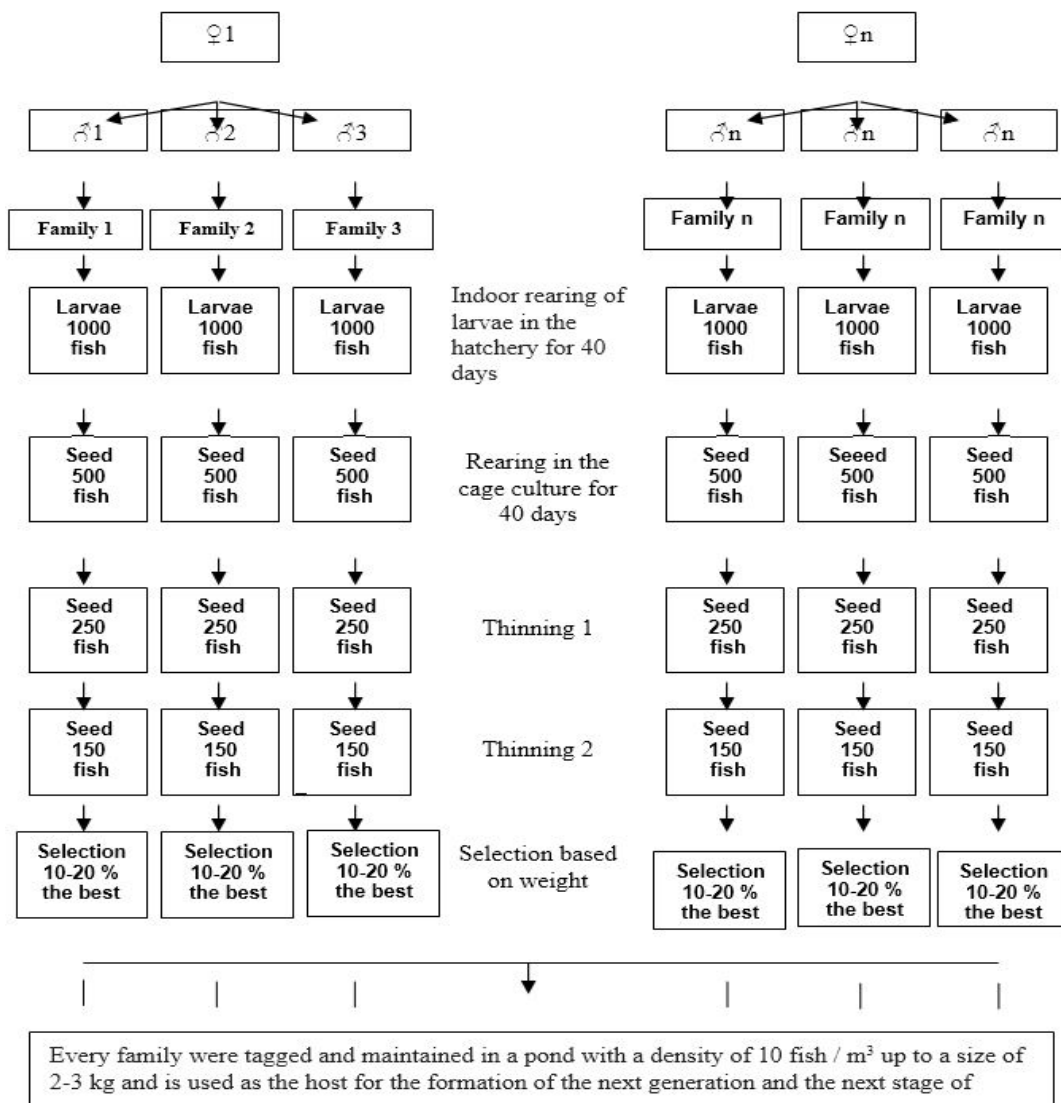 ♀1
♀n
♂1
♂2
♂3
♂n
♂n
♂n
Family 1
Family 2
Family 3
Family n
Family n
Family n
Larvae
1000
fish
Larvae
1000
fish
Larvae
1000
fish
Indoor rearing of
larvae in the
hatchery for 40
days
Larvae
1000
fish
Larvae
1000
fish
Larvae
1000
fish
Seed
500
fish
Seed
500
fish
Seed
500
fish
Rearing in the
cage culture for
40 days
Seed
500
fish
Seeed
500
fish
Seed
500
fish
Seed
250
fish
Seed
250
fish
Seed
250
fish
Thinning 1
Seed
250
fish
Seed
250
fish
Seed
250
fish
Seed
150
fish
Seed
150
fish
Seed
150
fish
Thinning 2
Seed
150
fish
Seed
150
fish
Seed
150
fish
Selection
10-20 %
the best
Selection
10-20 %
the best
Selection
10-20 %
the best
Selection based
on weight
Selection
10-20 %
the best
Selection
10-20 %
the best
Selection
10-20 %
the best
Every family were tagged and maintained in a pond with a density of 10 fish / m³ up to a size of
2-3 kg and is used as the host for the formation of the next generation and the next stage of